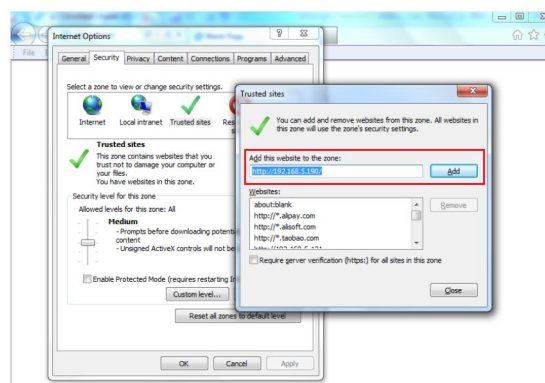 File
Internet Options
General Security Privacy Content Connections Programs Advanced
Select a zone to view or change security settings.
Internet Local intranet Trusted sites
Trusted sites
This zone contains websites that you
trust not to damage your computer or
your files.
You have websites in this zone.
Security level for this zone
Allowed levels for this zone: All
Medium
- Prompts before downloading
content
- Unsigned ActiveX controls will not be
Enable Protected Mode (requires restarting
Custom level...
Reset all zones to default level
OK Cancel Apply
Trusted sites
You can add and remove websites from this zone. All websites in
this zone will use the zone's security settings.
Add this website to the zone:
http://192.168.5.190/ Add
Websites:
about:blank Remove
http://*.alipay.com
http://*.alisoft.com
http://*.taobao.com
Require server verification (https:) for all sites in this zone
Close